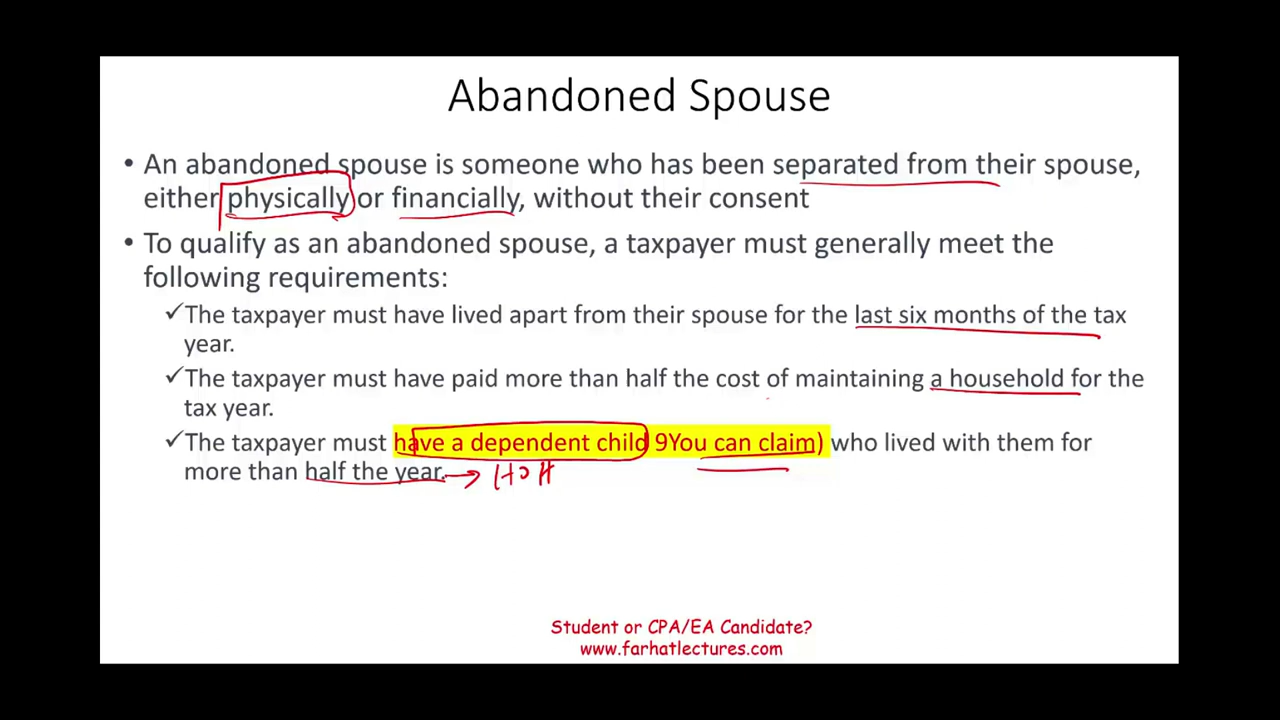 Abandoned Spouse
• An abandoned spouse is someone who has been separated from their spouse,
either physically or financially, without their consent
• To qualify as an abandoned spouse, a taxpayer must generally meet the
following requirements:
✓The taxpayer must have lived apart from their spouse for the last six months of the tax
year.
✓The taxpayer must have paid more than half the cost of maintaining a household for the
tax year.
✓The taxpayer must have a dependent child 9You can claim) who lived with them for
more than half the year. → HOH
Student or CPA/EA Candidate?
www.farhatlectures.com